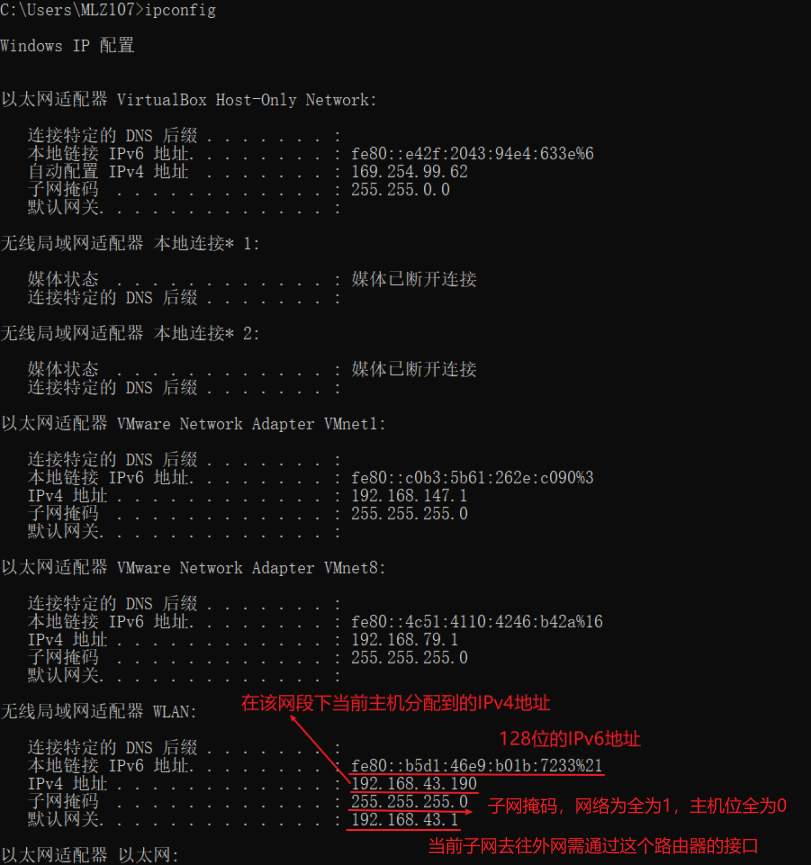 C:\Users\MLZ107>ipconfig
Windows IP 配置
以太网适配器 VirtualBox Host-Only Network:
连接特定的 DNS 后缀 . . . . . . . :
本地链接 IPv6 地址. . . . . . . . : fe80::e42f:2043:94e4:633e%6
自动配置 IPv4 地址 . . . . . . . : 169.254.99.62
子网掩码 . . . . . . . . . . . . : 255.255.0.0
默认网关. . . . . . . . . . . . . :
无线局域网适配器 本地连接* 1:
媒体状态 . . . . . . . . . . . . : 媒体已断开连接
连接特定的 DNS 后缀 . . . . . . . :
无线局域网适配器 本地连接* 2:
媒体状态 . . . . . . . . . . . . : 媒体已断开连接
连接特定的 DNS 后缀 . . . . . . . :
以太网适配器 VMware Network Adapter VMnet1:
连接特定的 DNS 后缀 . . . . . . . :
本地链接 IPv6 地址. . . . . . . . : fe80::c0b3:5b61:262e:c090%3
IPv4 地址 . . . . . . . . . . . . : 192.168.147.1
子网掩码 . . . . . . . . . . . . : 255.255.255.0
默认网关. . . . . . . . . . . . . :
以太网适配器 VMware Network Adapter VMnet8:
连接特定的 DNS 后缀 . . . . . . . :
本地链接 IPv6 地址. . . . . . . . : fe80::4c51:4110:4246:b42a%16
IPv4 地址 . . . . . . . . . . . . : 192.168.79.1
子网掩码 . . . . . . . . . . . . : 255.255.255.0
默认网关. . . . . . . . . . . . . :
在该网段下当前主机分配到的IPv4地址
无线局域网适配器 WLAN:
128位的IPv6地址
连接特定的 DNS 后缀 . . . . . . . :
本地链接 IPv6 地址. . . . . . . . : fe80::b5d1:46e9:b01b:7233%21
IPv4 地址 . . . . . . . . . . . . : 192.168.43.190
子网掩码 . . . . . . . . . . . . : 255.255.255.0
子网掩码，网络为全为1，主机位全为0
默认网关. . . . . . . . . . . . . : 192.168.43.1
当前子网去往外网需通过这个路由器的接口
以太网适配器 以太网: